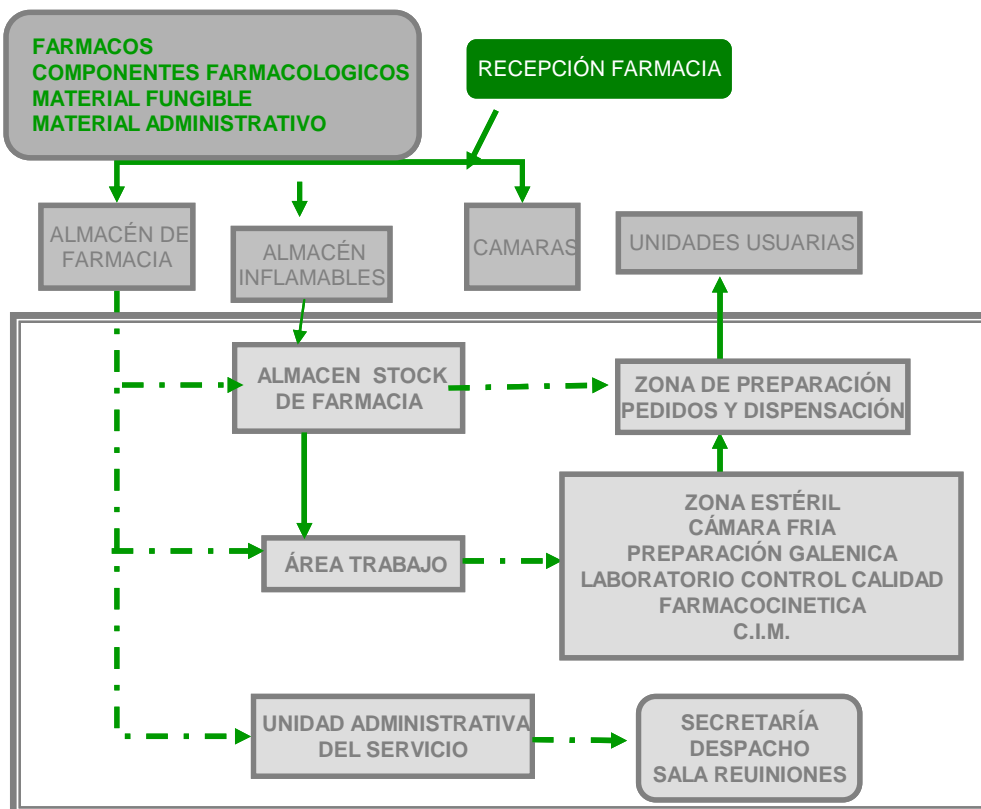 FARMACOS
COMPONENTES FARMACOLOGICOS
MATERIAL FUNGIBLE
MATERIAL ADMINISTRATIVO
RECEPCIÓN FARMACIA
ALMACÉN DE
FARMACIA
ALMACÉN
INFLAMABLES
CAMARAS
UNIDADES USUARIAS
ALMACEN STOCK
DE FARMACIA
ZONA DE PREPARACIÓN
PEDIDOS Y DISPENSACIÓN
ÁREA TRABAJO
ZONA ESTÉRIL
CÁMARA FRIA
PREPARACIÓN GALENICA
LABORATORIO CONTROL CALIDAD
FARMACOCINETICA
C.I.M.
UNIDAD ADMINISTRATIVA
DEL SERVICIO
SECRETARÍA
DESPACHO
SALA REUINIONES